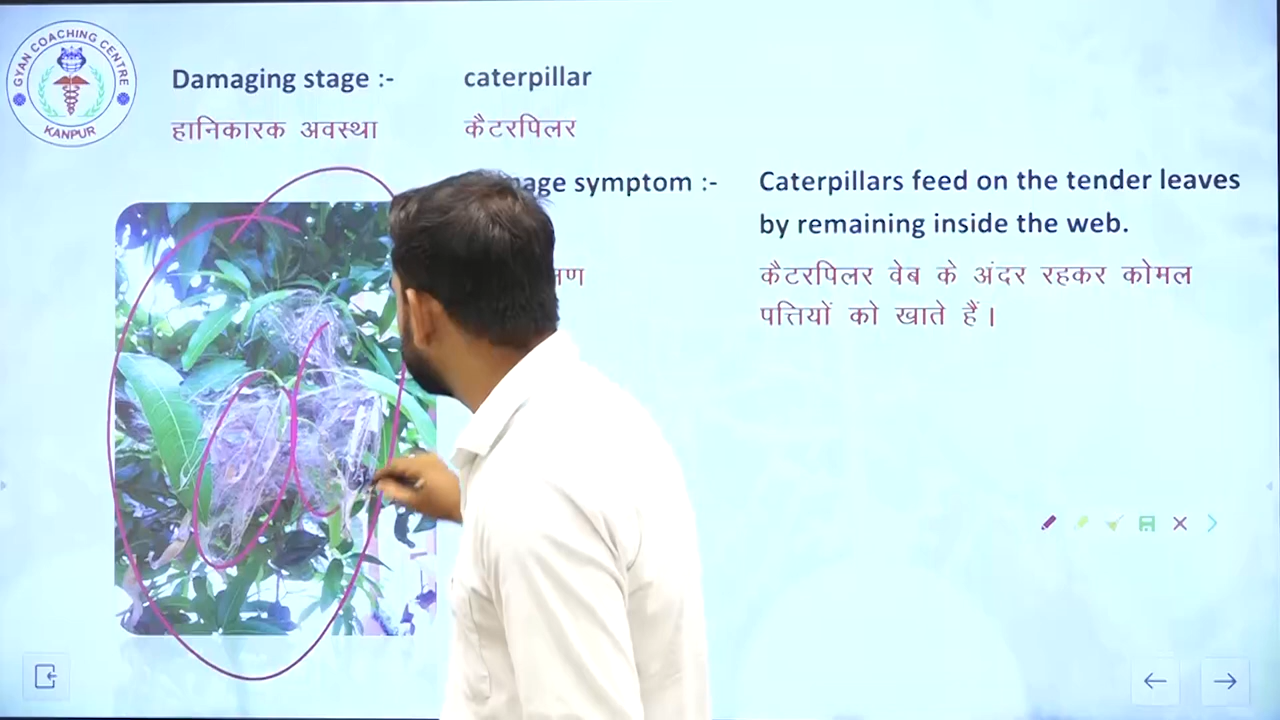 GYAN COACHING CENTRE
KANPUR
Damaging stage :- caterpillar
हानिकारक अवस्था कैटरपिलर
symptom :- Caterpillars feed on the tender leaves
by remaining inside the web.
कैटरपिलर वेब के अंदर रहकर कोमल
पत्तियों को खाते हैं।